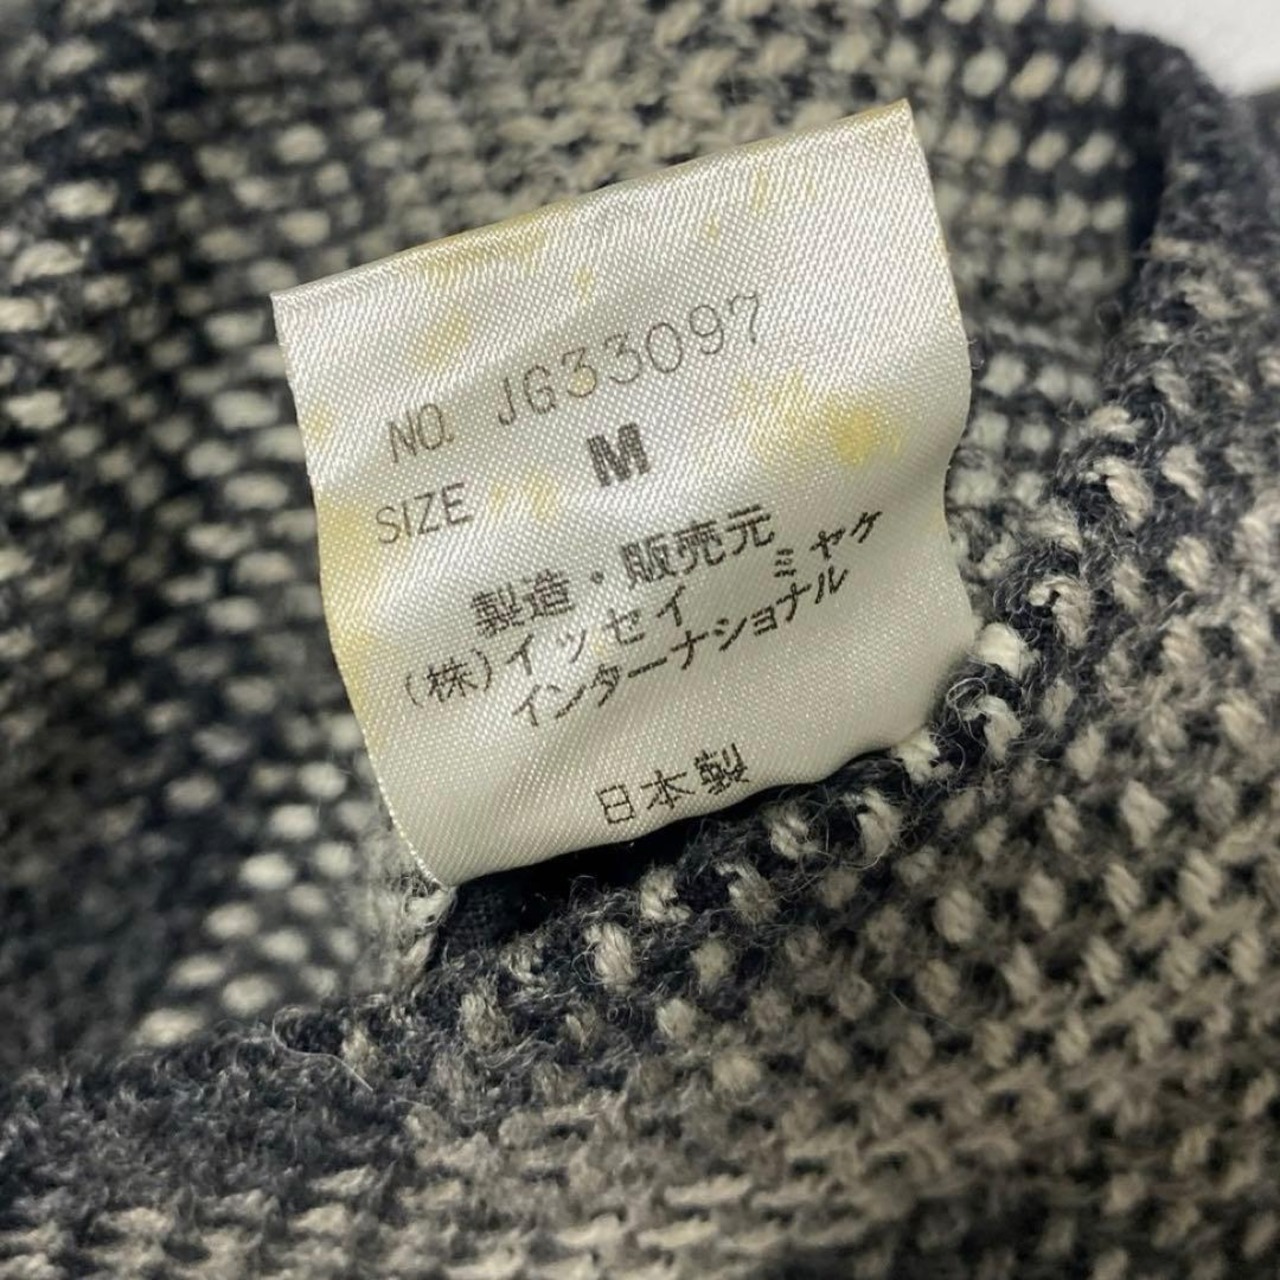 NO. JG33097
SIZE M
製造・販売元
(株)イッセイ ミヤケ
インターナショナル
日本製